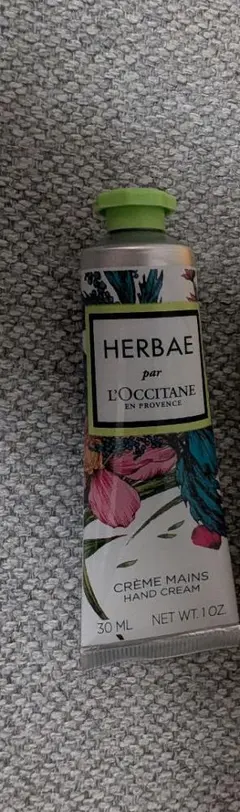 HERBAE
par
L'OCCITANE
EN PROVENCE
CRÈME MAINS
HAND CREAM
30 ML NET WT. 1 OZ.